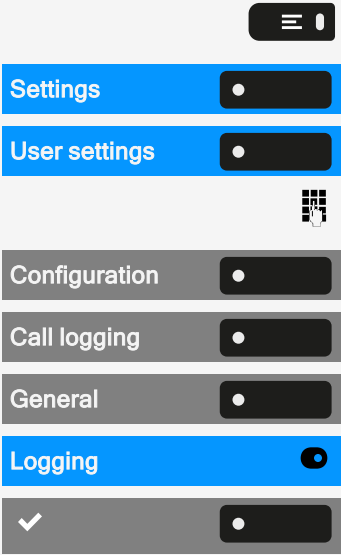 Settings
User settings
Configuration
Call logging
General
Logging